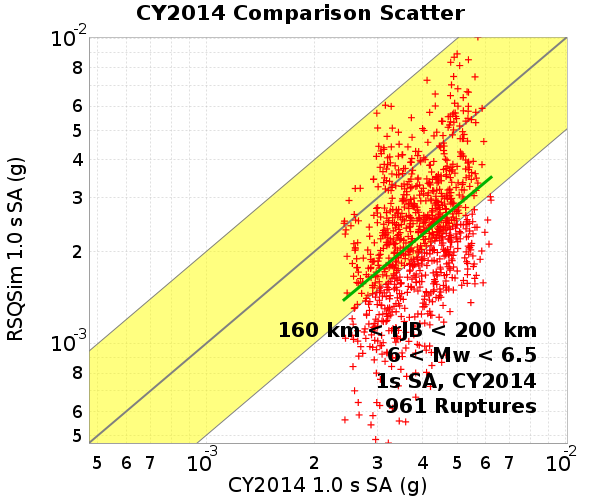 CY2014 Comparison Scatter
10-2
8
6
5
4
3
2
10-3
8
6
5
RSQSim 1.0 s SA (g)
160 km < rJB < 200 km
6 < Mw < 6.5
1s SA, CY2014
961 Ruptures
5 6 7 10-3 2 3 4 5 6 7 10-2
CY2014 1.0 s SA (g)